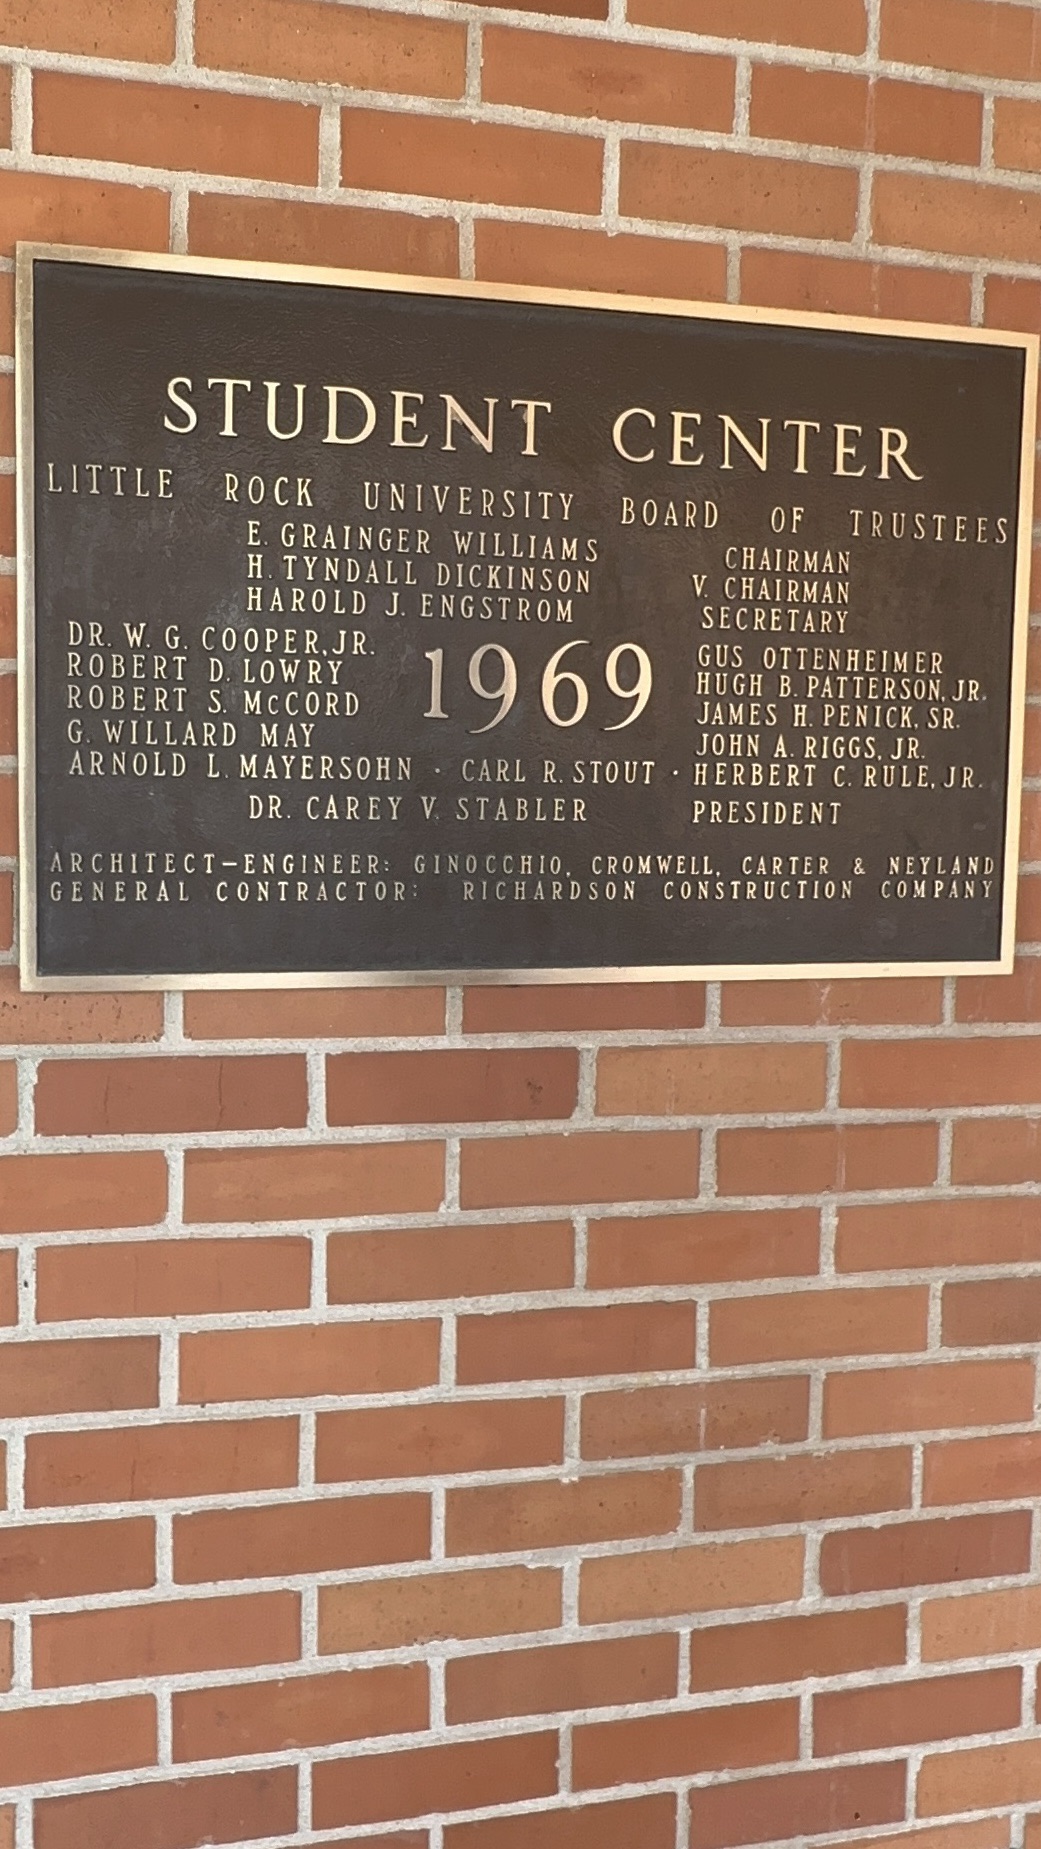 STUDENT CENTER
LITTLE ROCK UNIVERSITY BOARD OF TRUSTEES
E. GRAINGER WILLIAMS CHAIRMAN
H. TYNDALL DICKINSON V. CHAIRMAN
HAROLD J. ENGSTROM SECRETARY
DR. W. G. COOPER, JR. GUS OTTENHEIMER
ROBERT D. LOWRY HUGH B. PATTERSON, JR.
1969
ROBERT S. McCORD JAMES H. PENICK, SR.
G. WILLARD MAY JOHN A. RIGGS, JR.
ARNOLD L. MAYERSOHN · CARL R. STOUT · HERBERT C. RULE, JR.
DR. CAREY V. STABLER PRESIDENT
ARCHITECT–ENGINEER: GINOCCHIO, CROMWELL, CARTER & NEYLAND
GENERAL CONTRACTOR: RICHARDSON CONSTRUCTION COMPANY